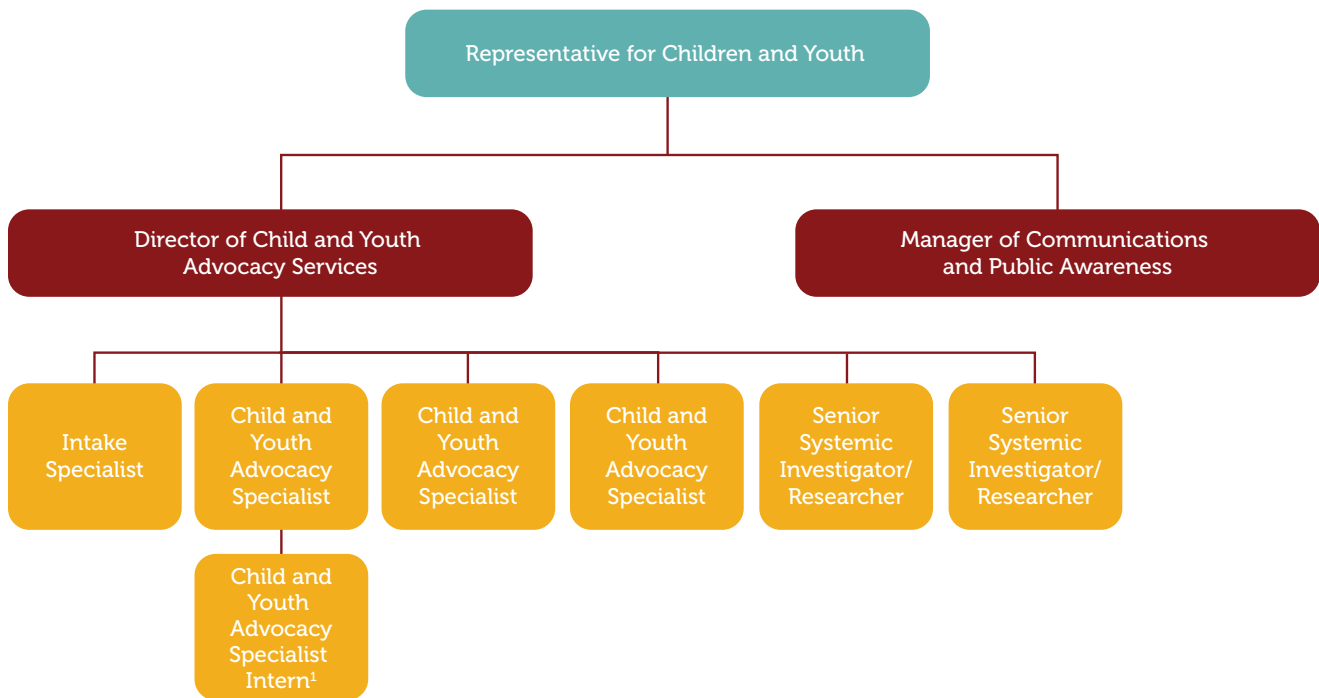 Representative for Children and Youth
Director of Child and Youth
Advocacy Services
Manager of Communications
and Public Awareness
Intake
Specialist
Child and
Youth
Advocacy
Specialist
Child and
Youth
Advocacy
Specialist
Child and
Youth
Advocacy
Specialist
Senior
Systemic
Investigator/
Researcher
Senior
Systemic
Investigator/
Researcher
Child and
Youth
Advocacy
Specialist
Intern¹